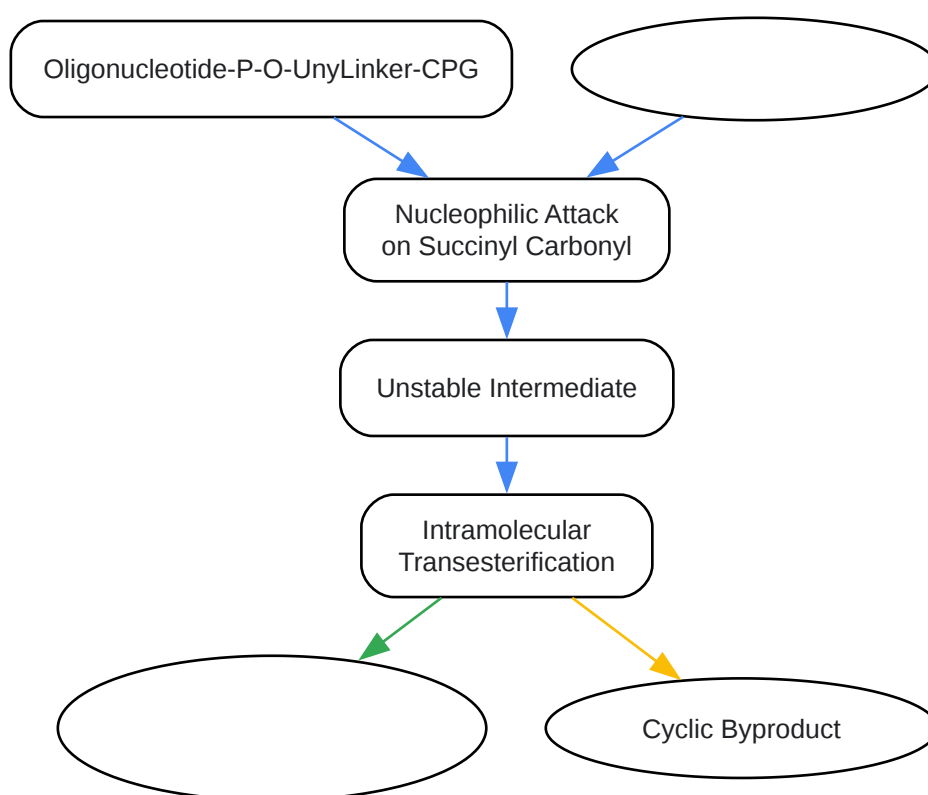 Oligonucleotide-P-O-UnyLinker-CPG
Nucleophilic Attack
on Succinyl Carbonyl
Unstable Intermediate
Intramolecular
Transesterification
Cyclic Byproduct